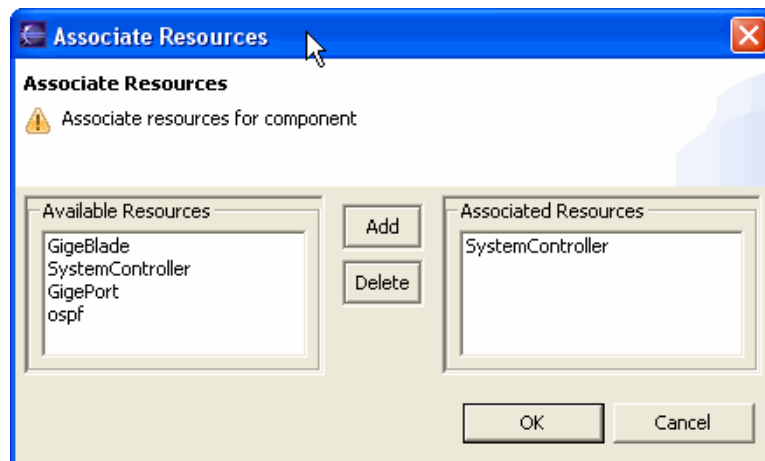 Associate Resources
Associate Resources
Associate resources for component
Available Resources
GigeBlade
SystemController
GigePort
ospf
Add
Delete
Associated Resources
SystemController
OK
Cancel